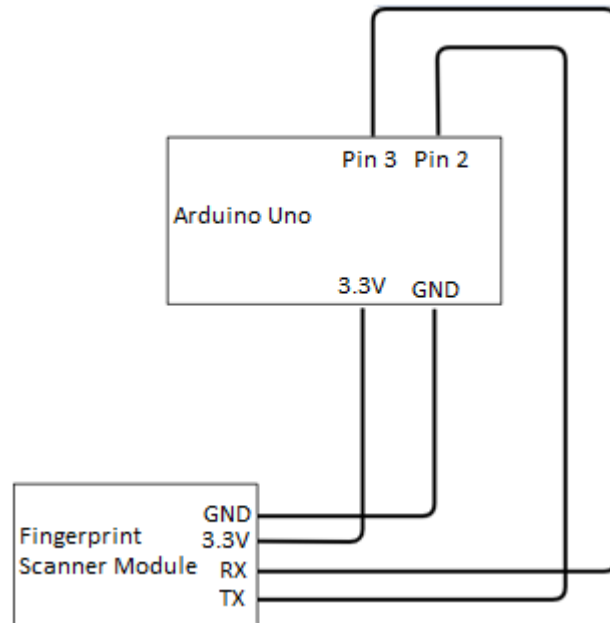 Pin 3 Pin 2
Arduino Uno
3.3V GND
GND
Fingerprint
3.3V
Scanner Module
RX
TX